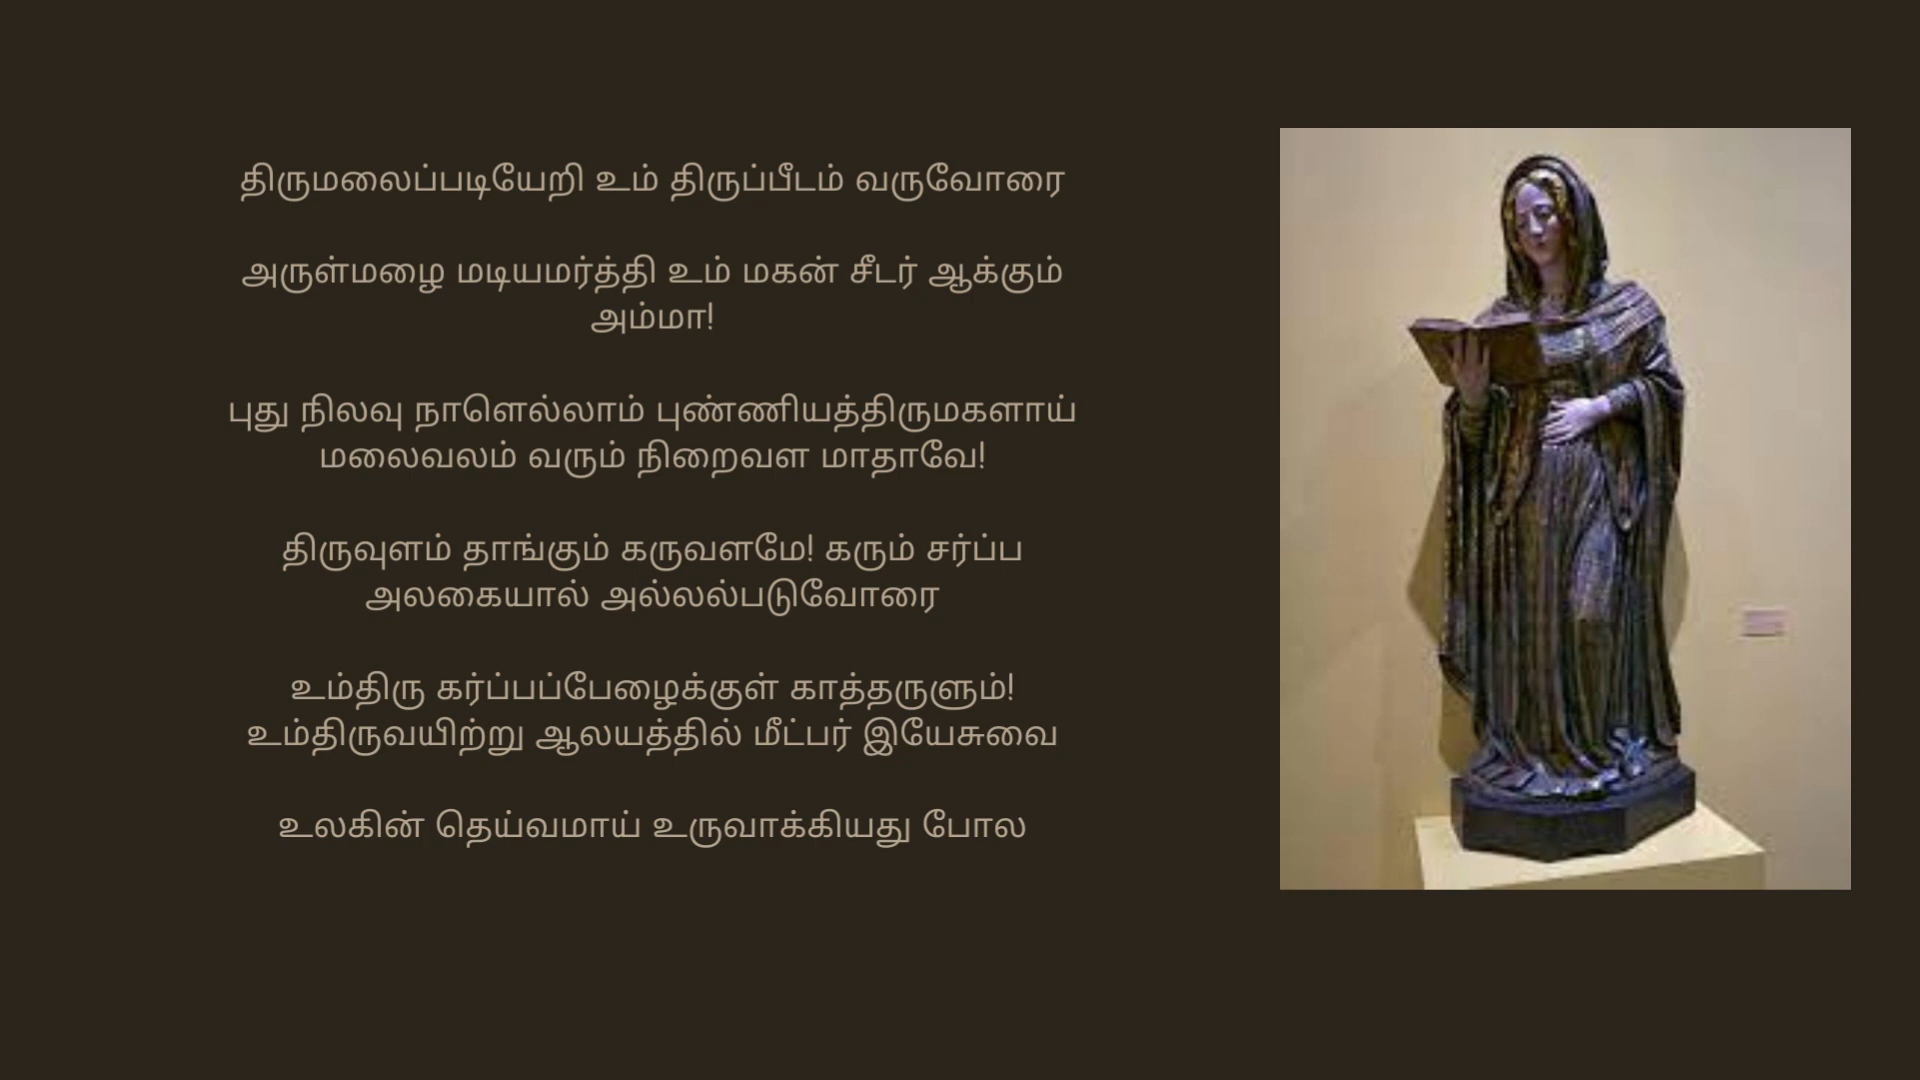 திருமலைப்படியேறி உம் திருப்பீடம் வருவோரை
அருள்மழை மடியமர்த்தி உம் மகன் சீடர் ஆக்கும்
அம்மா!
புது நிலவு நாளெல்லாம் புண்ணியத்திருமகளாய்
மலைவலம் வரும் நிறைவள மாதாவே!
திருவுளம் தாங்கும் கருவளமே! கரும் சர்ப்ப
அலகையால் அல்லல்படுவோரை
உம்திரு கர்ப்பப்பேழைக்குள் காத்தருளும்!
உம்திருவயிற்று ஆலயத்தில் மீட்பர் இயேசுவை
உலகின் தெய்வமாய் உருவாக்கியது போல